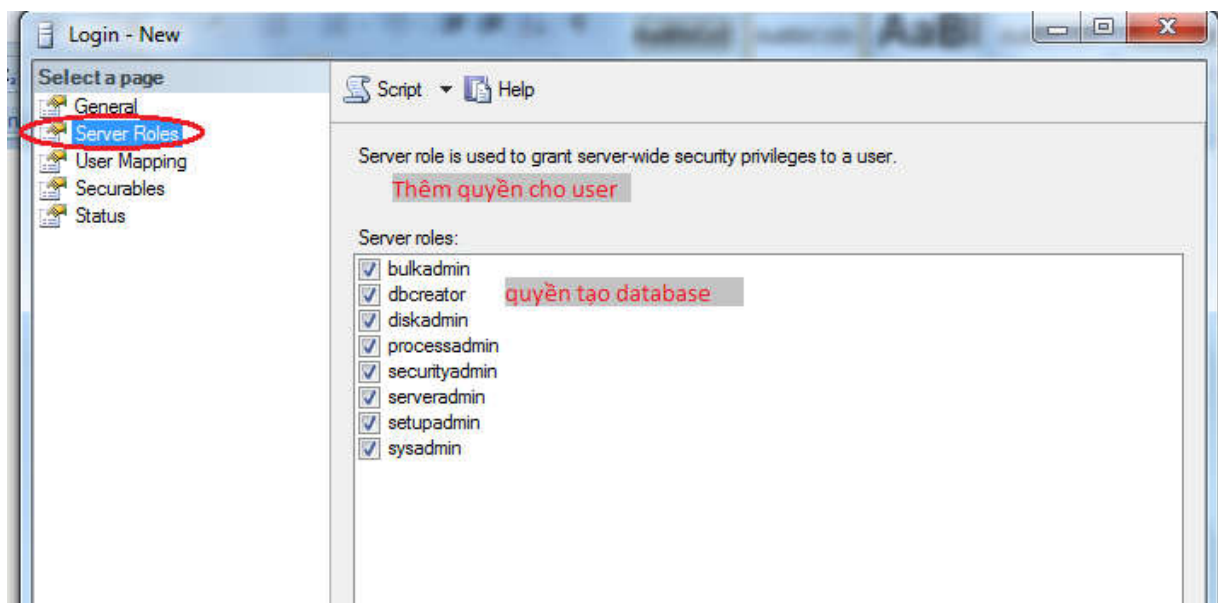 Login - New
Select a page
General
Server Roles
User Mapping
Securables
Status
Script
Help
Server role is used to grant server-wide security privileges to a user.
Thêm quyền cho user
Server roles:
bulkadmin
dbcreator
quyền tạo database
diskadmin
processadmin
securityadmin
serveradmin
setupadmin
sysadmin